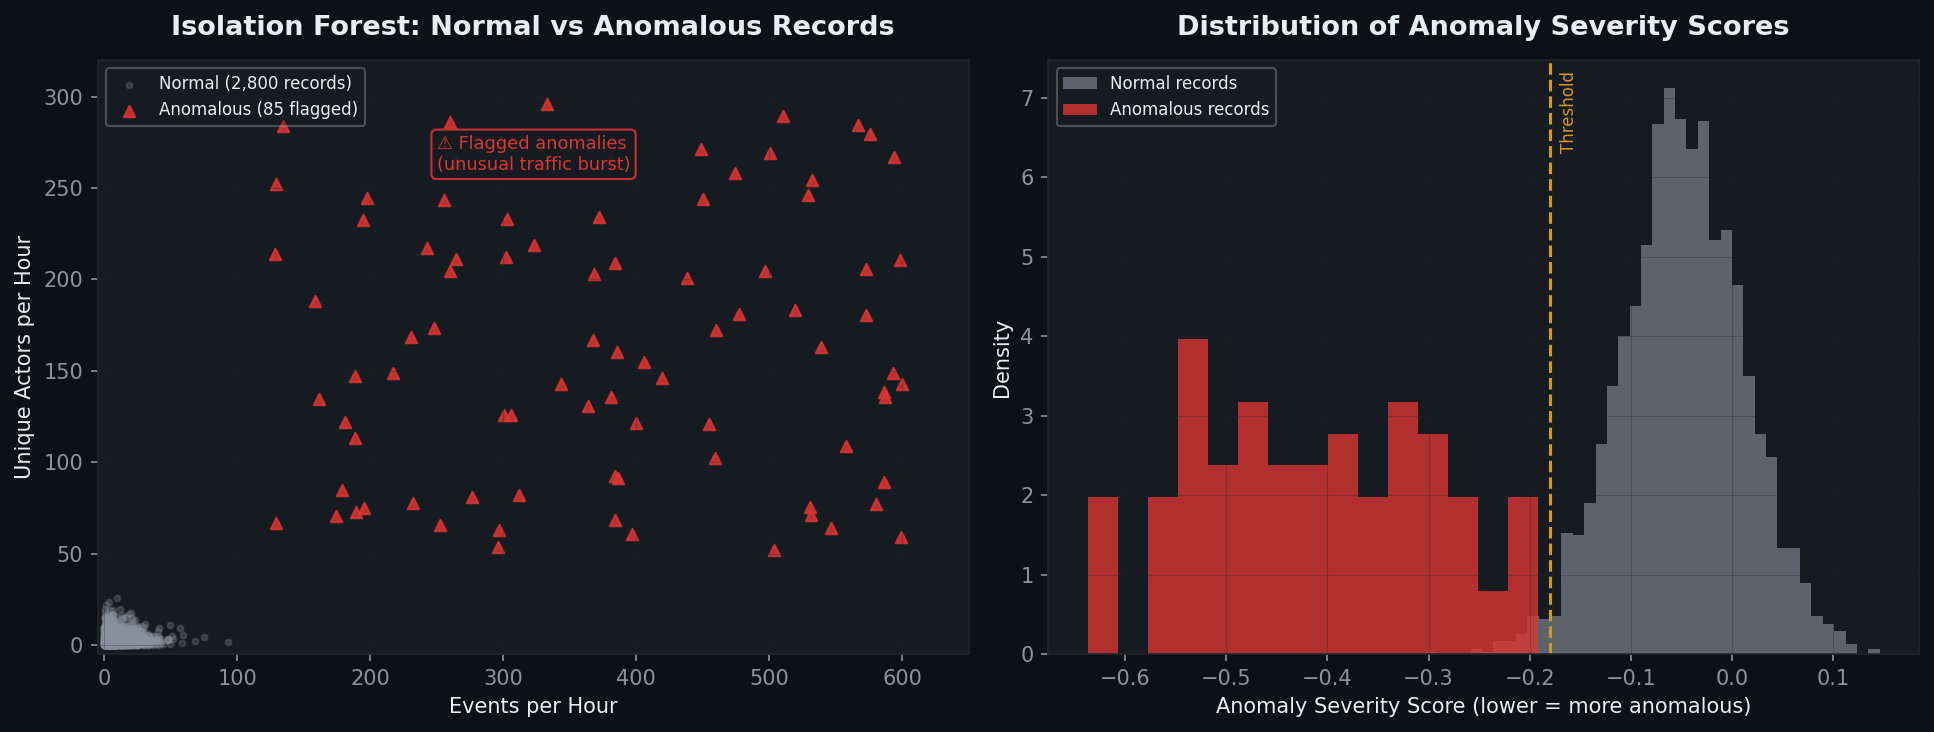 Isolation Forest: Normal vs Anomalous Records
Normal (2,800 records)
Anomalous (85 flagged)
⚠ Flagged anomalies
(unusual traffic burst)
Unique Actors per Hour
300
250
200
150
100
50
0
0 100 200 300 400 500 600
Events per Hour
Distribution of Anomaly Severity Scores
Normal records
Anomalous records
Threshold
Density
7
6
5
4
3
2
1
0
−0.6 −0.5 −0.4 −0.3 −0.2 −0.1 0.0 0.1
Anomaly Severity Score (lower = more anomalous)